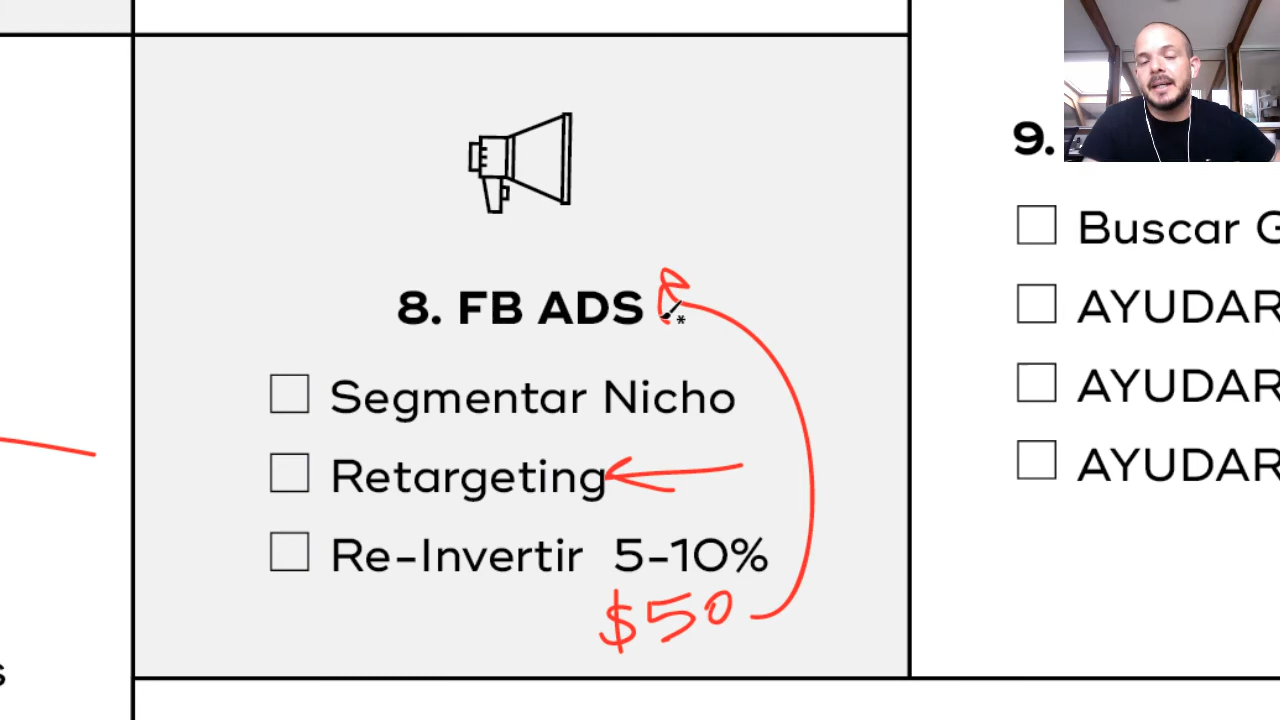 8. FB ADS
Segmentar Nicho
Retargeting
Re-Invertir 5-10%
$50
9.
Buscar G
AYUDAR
AYUDAR
AYUDAR
s